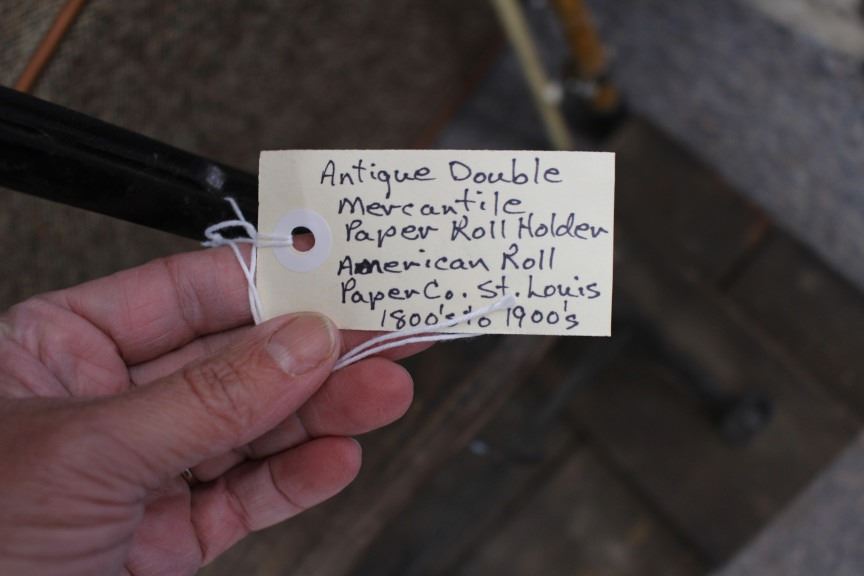 Antique Double
Mercantile
Paper Roll Holder
American Roll
Paper Co. St. Louis
1800's to 1900's